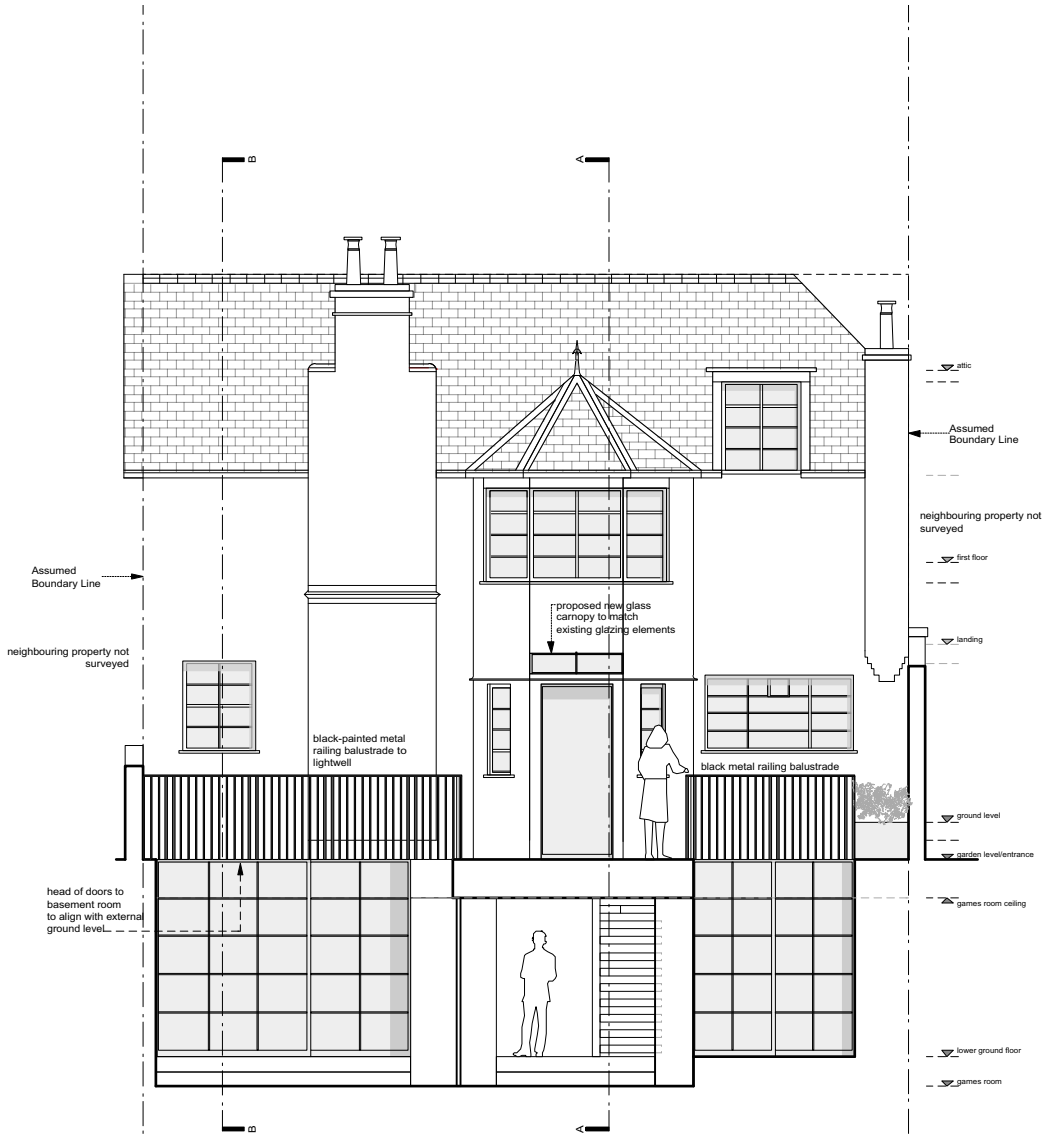 B
A
attic
Assumed
Boundary Line
neighbouring property not
surveyed
first floor
Assumed
Boundary Line
proposed new glass
carnopy to match
existing glazing elements
landing
neighbouring property not
surveyed
black-painted metal
railing balustrade to
lightwell
black metal railing balustrade
ground level
garden level/entrance
head of doors to
basement room
to align with external
ground level
games room ceiling
lower ground floor
games room
B
A